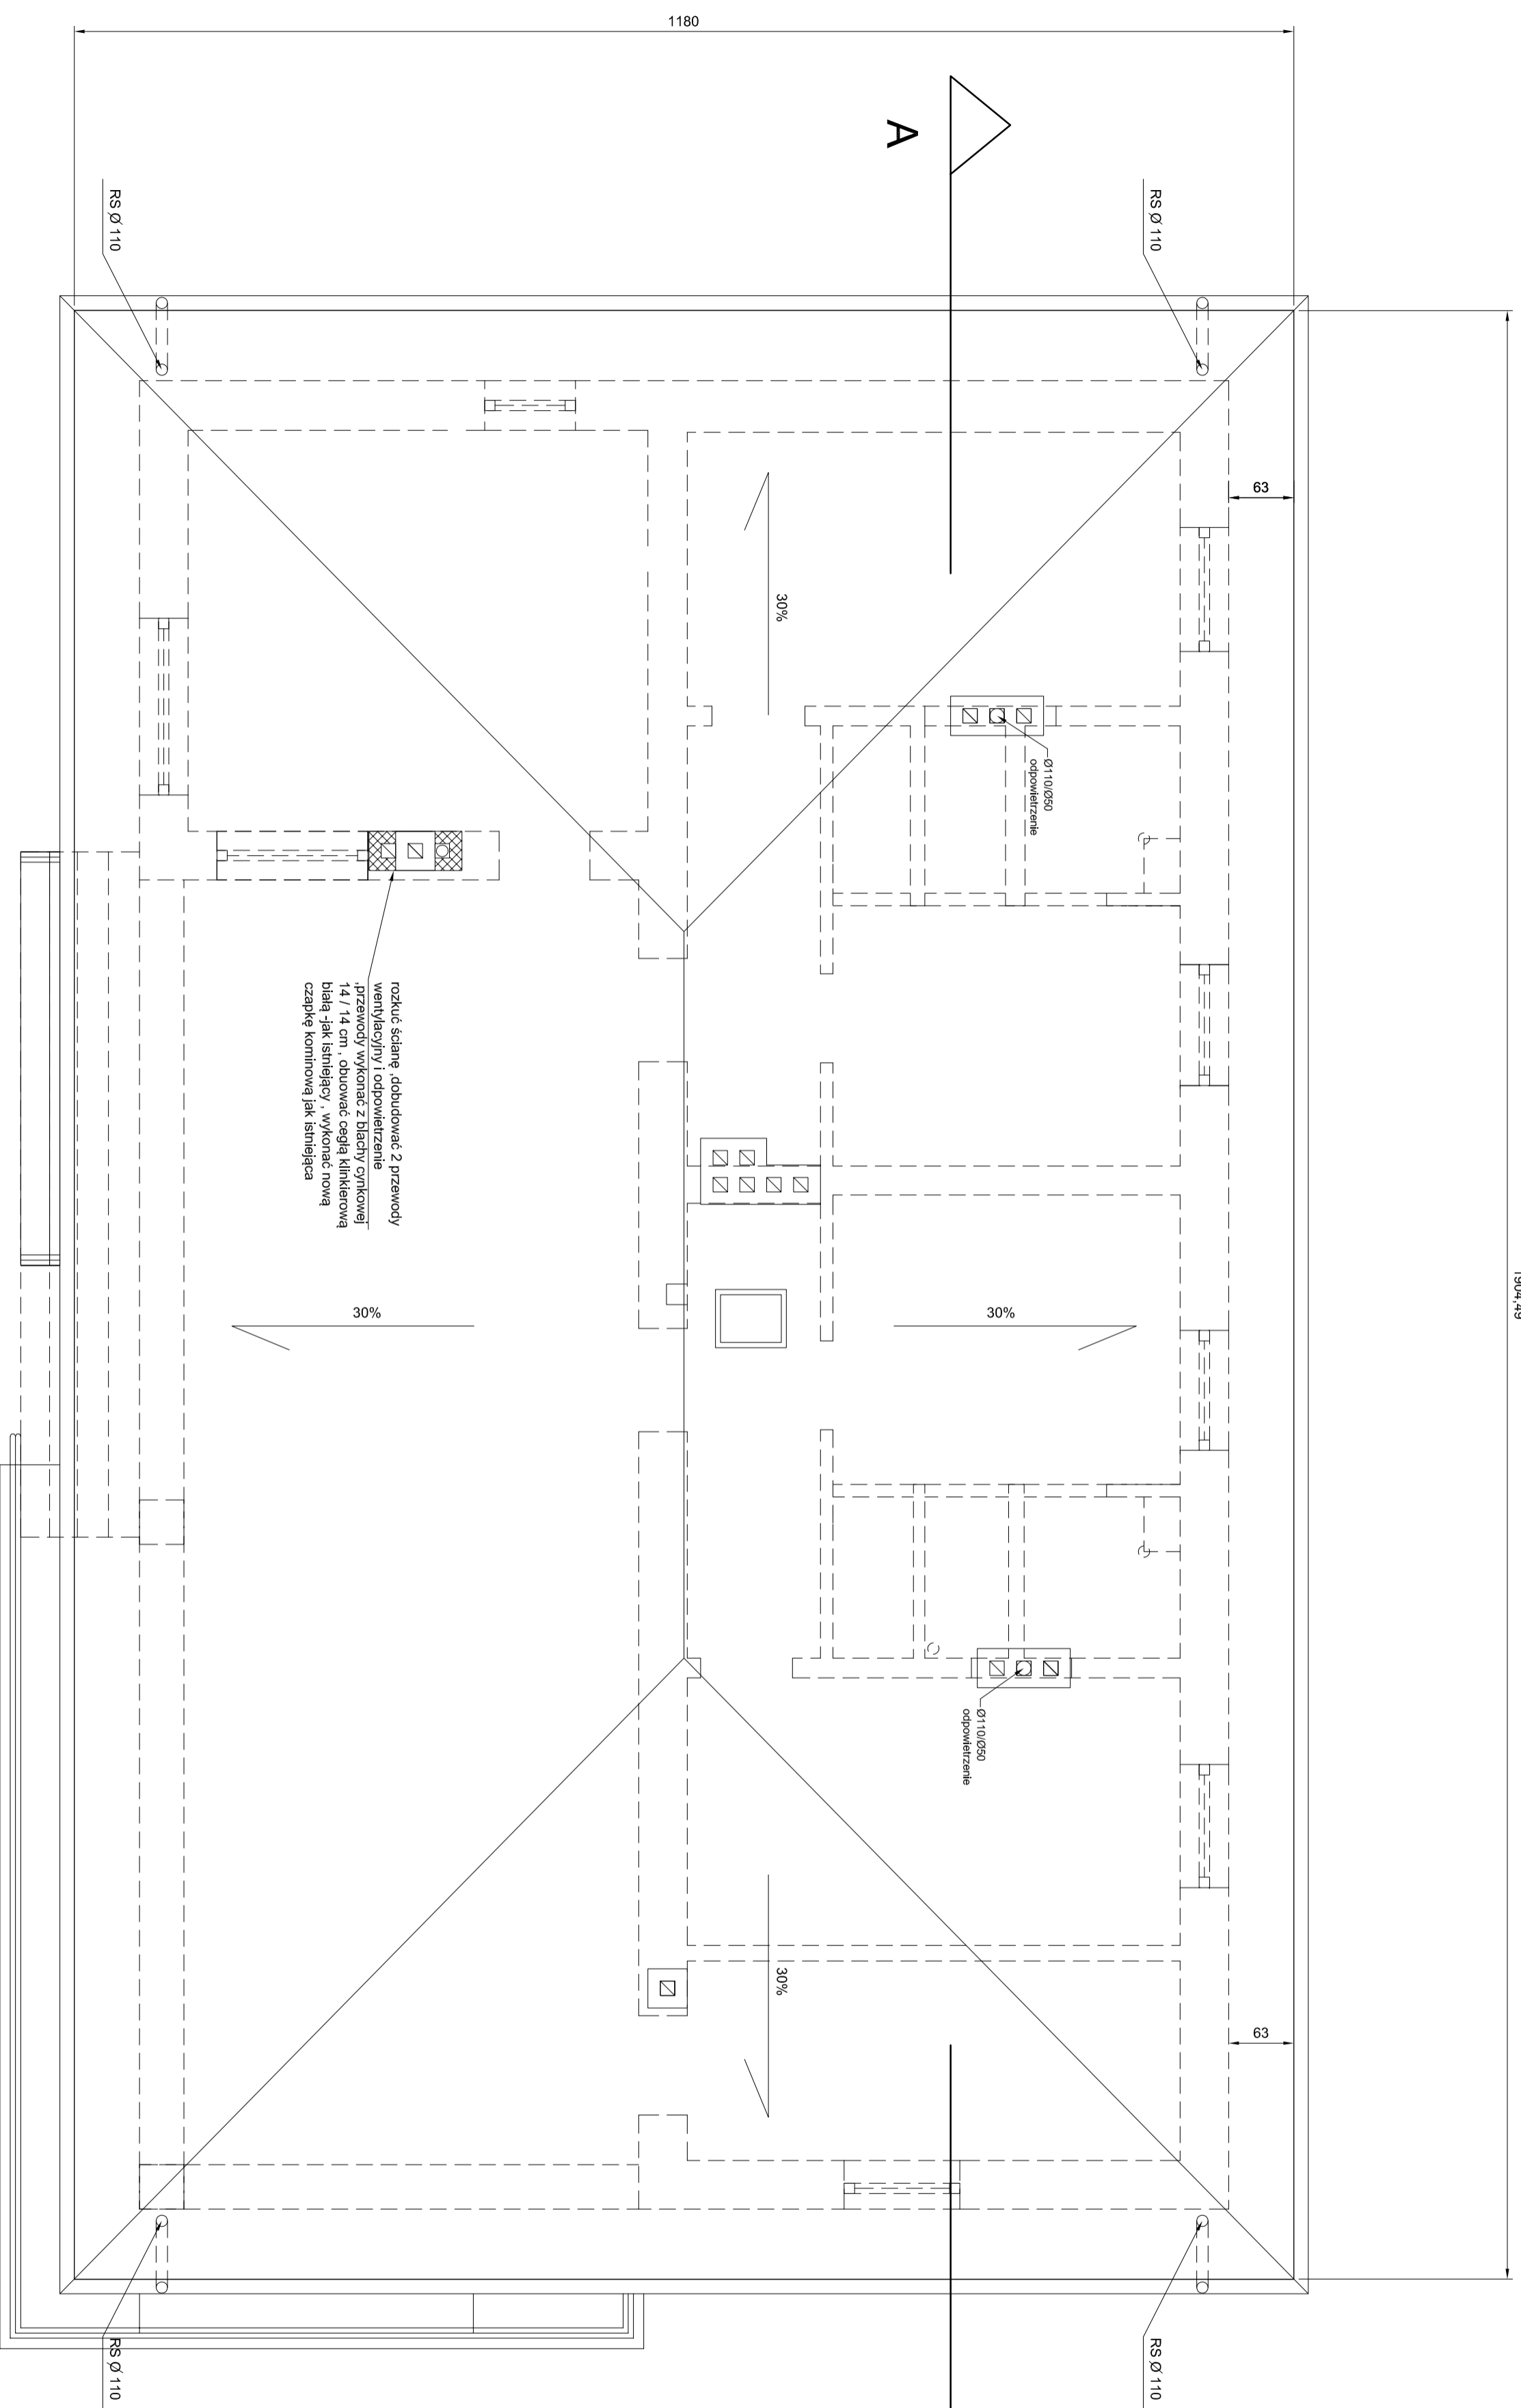 1180
A
RS Ø 110
RS Ø 110
63
30%
Ø110/Ø50
odpowietrzenie
rozkuć ścianę ,dobudować 2 przewody
wentylacyjny i odpowietrzenie
,przewody wykonać z blachy cynkowej
14 / 14 cm , obuować cegłą klinkierową
białą -jak istniejący , wykonać nową
czapkę kominową jak istniejąca
1904,49
30%
30%
Ø110/Ø50
odpowietrzenie
30%
63
RS Ø 110
RS Ø 110